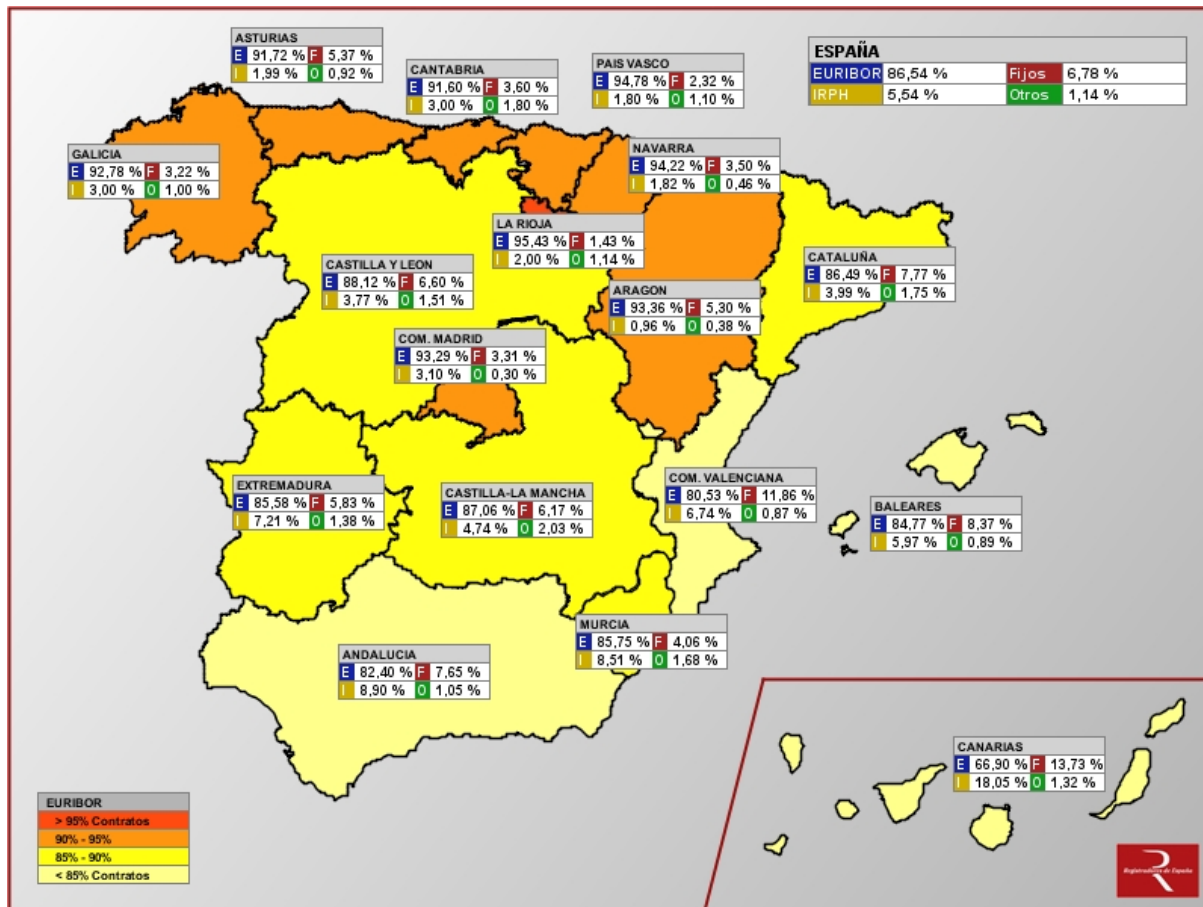 ASTURIAS
E 91,72 % F 5,37 %
I 1,99 % O 0,92 %
CANTABRIA
E 91,60 % F 3,60 %
I 3,00 % O 1,80 %
PAIS VASCO
E 94,78 % F 2,32 %
I 1,80 % O 1,10 %
ESPAÑA
EURIBOR 86,54 % Fijos 6,78 %
IRPH 5,54 % Otros 1,14 %
GALICIA
E 92,78 % F 3,22 %
I 3,00 % O 1,00 %
NAVARRA
E 94,22 % F 3,50 %
I 1,82 % O 0,46 %
LA RIOJA
E 95,43 % F 1,43 %
I 2,00 % O 1,14 %
CASTILLA Y LEON
E 88,12 % F 6,60 %
I 3,77 % O 1,51 %
CATALUÑA
E 86,49 % F 7,77 %
I 3,99 % O 1,75 %
ARAGON
E 93,36 % F 5,30 %
I 0,96 % O 0,38 %
COM. MADRID
E 93,29 % F 3,31 %
I 3,10 % O 0,30 %
EXTREMADURA
E 85,58 % F 5,83 %
I 7,21 % O 1,38 %
CASTILLA-LA MANCHA
E 87,06 % F 6,17 %
I 4,74 % O 2,03 %
COM. VALENCIANA
E 80,53 % F 11,86 %
I 6,74 % O 0,87 %
BALEARES
E 84,77 % F 8,37 %
I 5,97 % O 0,89 %
MURCIA
E 85,75 % F 4,06 %
I 8,51 % O 1,68 %
ANDALUCIA
E 82,40 % F 7,65 %
I 8,90 % O 1,05 %
CANARIAS
E 66,90 % F 13,73 %
I 18,05 % O 1,32 %
EURIBOR
> 95% Contratos
90% - 95%
85% - 90%
< 85% Contratos
R
Registradores de España